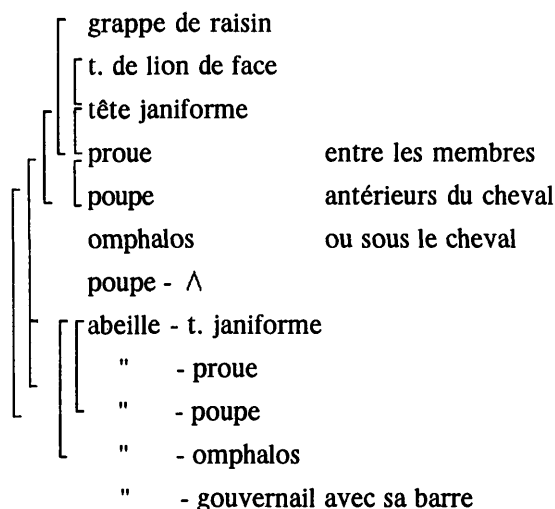 grappe de raisin
t. de lion de face
tête janiforme
proue entre les membres
poupe antérieurs du cheval
omphalos ou sous le cheval
poupe - Λ
abeille - t. janiforme
" - proue
" - poupe
" - omphalos
" - gouvernail avec sa barre